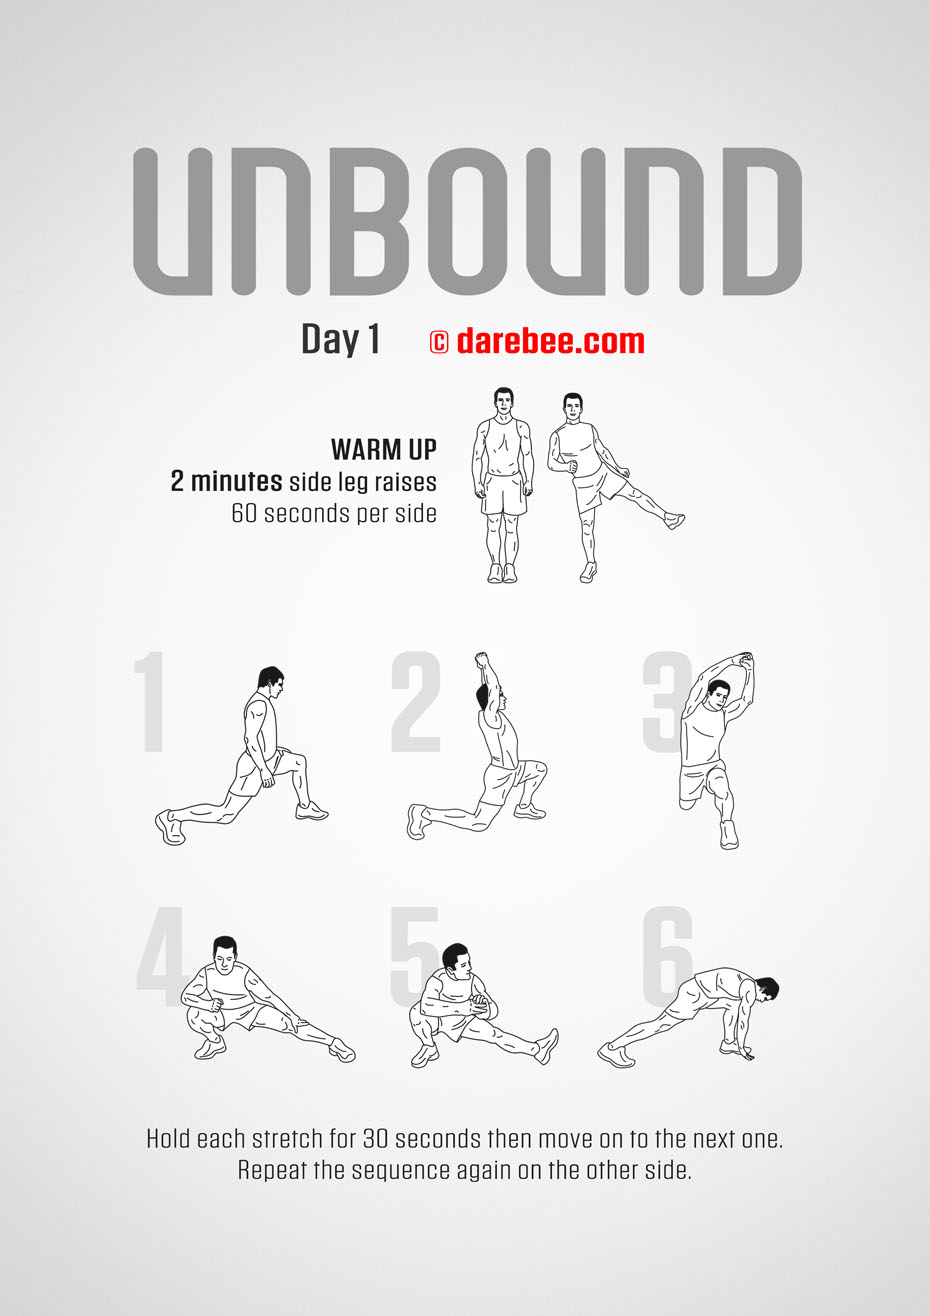 UNBOUND
Day 1 © darebee.com
WARM UP
2 minutes side leg raises
60 seconds per side
1 2 3
4 5 6
Hold each stretch for 30 seconds then move on to the next one.
Repeat the sequence again on the other side.